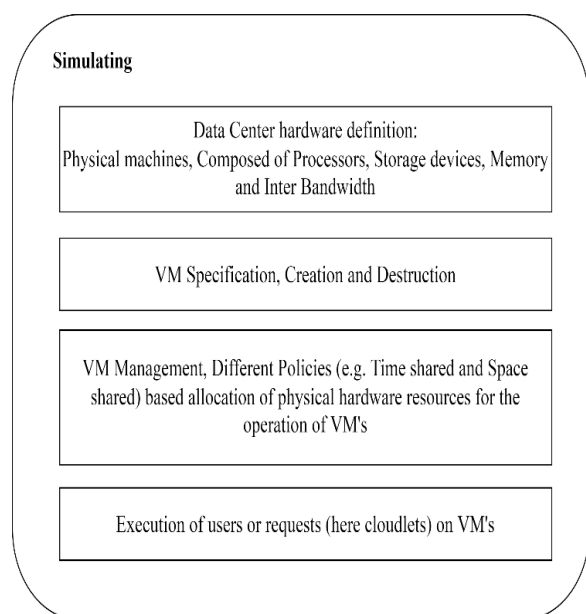 Simulating
Data Center hardware definition:
Physical machines, Composed of Processors, Storage devices, Memory
and Inter Bandwidth
VM Specification, Creation and Destruction
VM Management, Different Policies (e.g. Time shared and Space
shared) based allocation of physical hardware resources for the
operation of VM's
Execution of users or requests (here cloudlets) on VM's